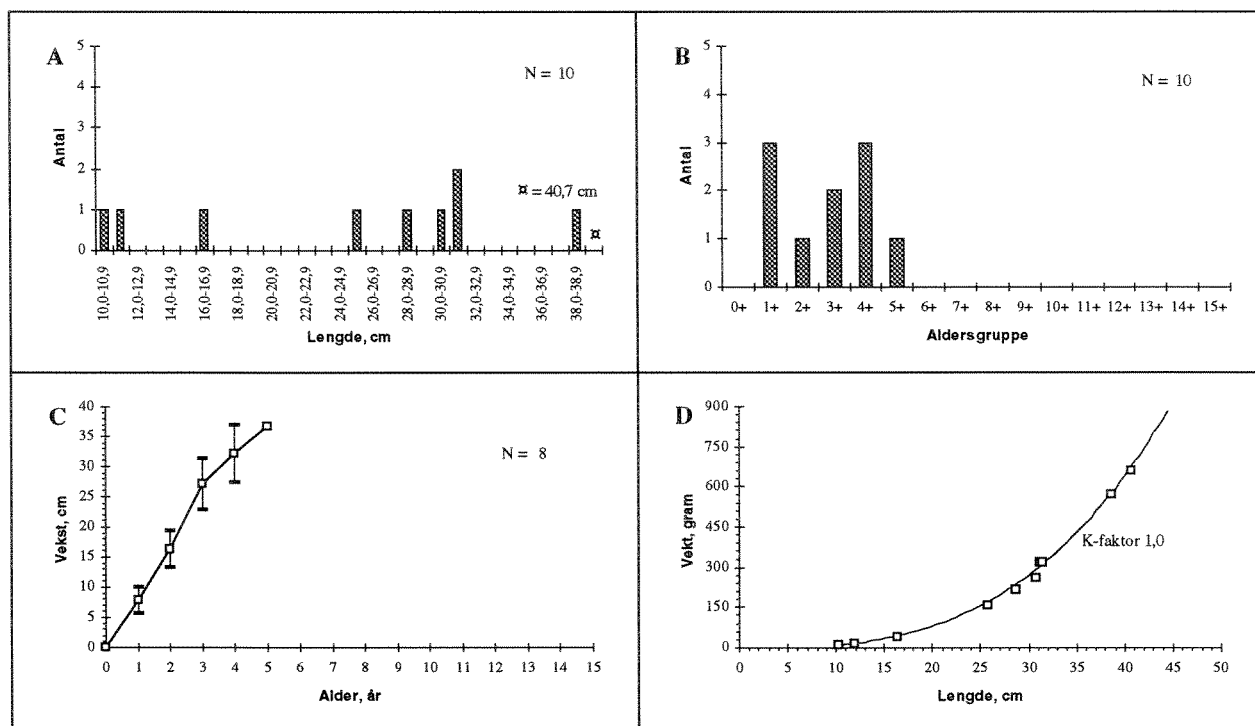 A
N = 10
Antal
5
4
3
2
1
0
¤ = 40,7 cm
¤
10,0-10,9
12,0-12,9
14,0-14,9
16,0-16,9
18,0-18,9
20,0-20,9
22,0-22,9
24,0-24,9
26,0-26,9
28,0-28,9
30,0-30,9
32,0-32,9
34,0-34,9
36,0-36,9
38,0-38,9
Lengde, cm
B
N = 10
Antal
5
4
3
2
1
0
0+ 1+ 2+ 3+ 4+ 5+ 6+ 7+ 8+ 9+ 10+ 11+ 12+ 13+ 14+ 15+
Aldersgruppe
C
N = 8
Vekst, cm
40
35
30
25
20
15
10
5
0
0 1 2 3 4 5 6 7 8 9 10 11 12 13 14 15
Alder, år
D
Vekt, gram
900
750
600
450
300
150
0
K-faktor 1,0
0 5 10 15 20 25 30 35 40 45 50
Lengde, cm